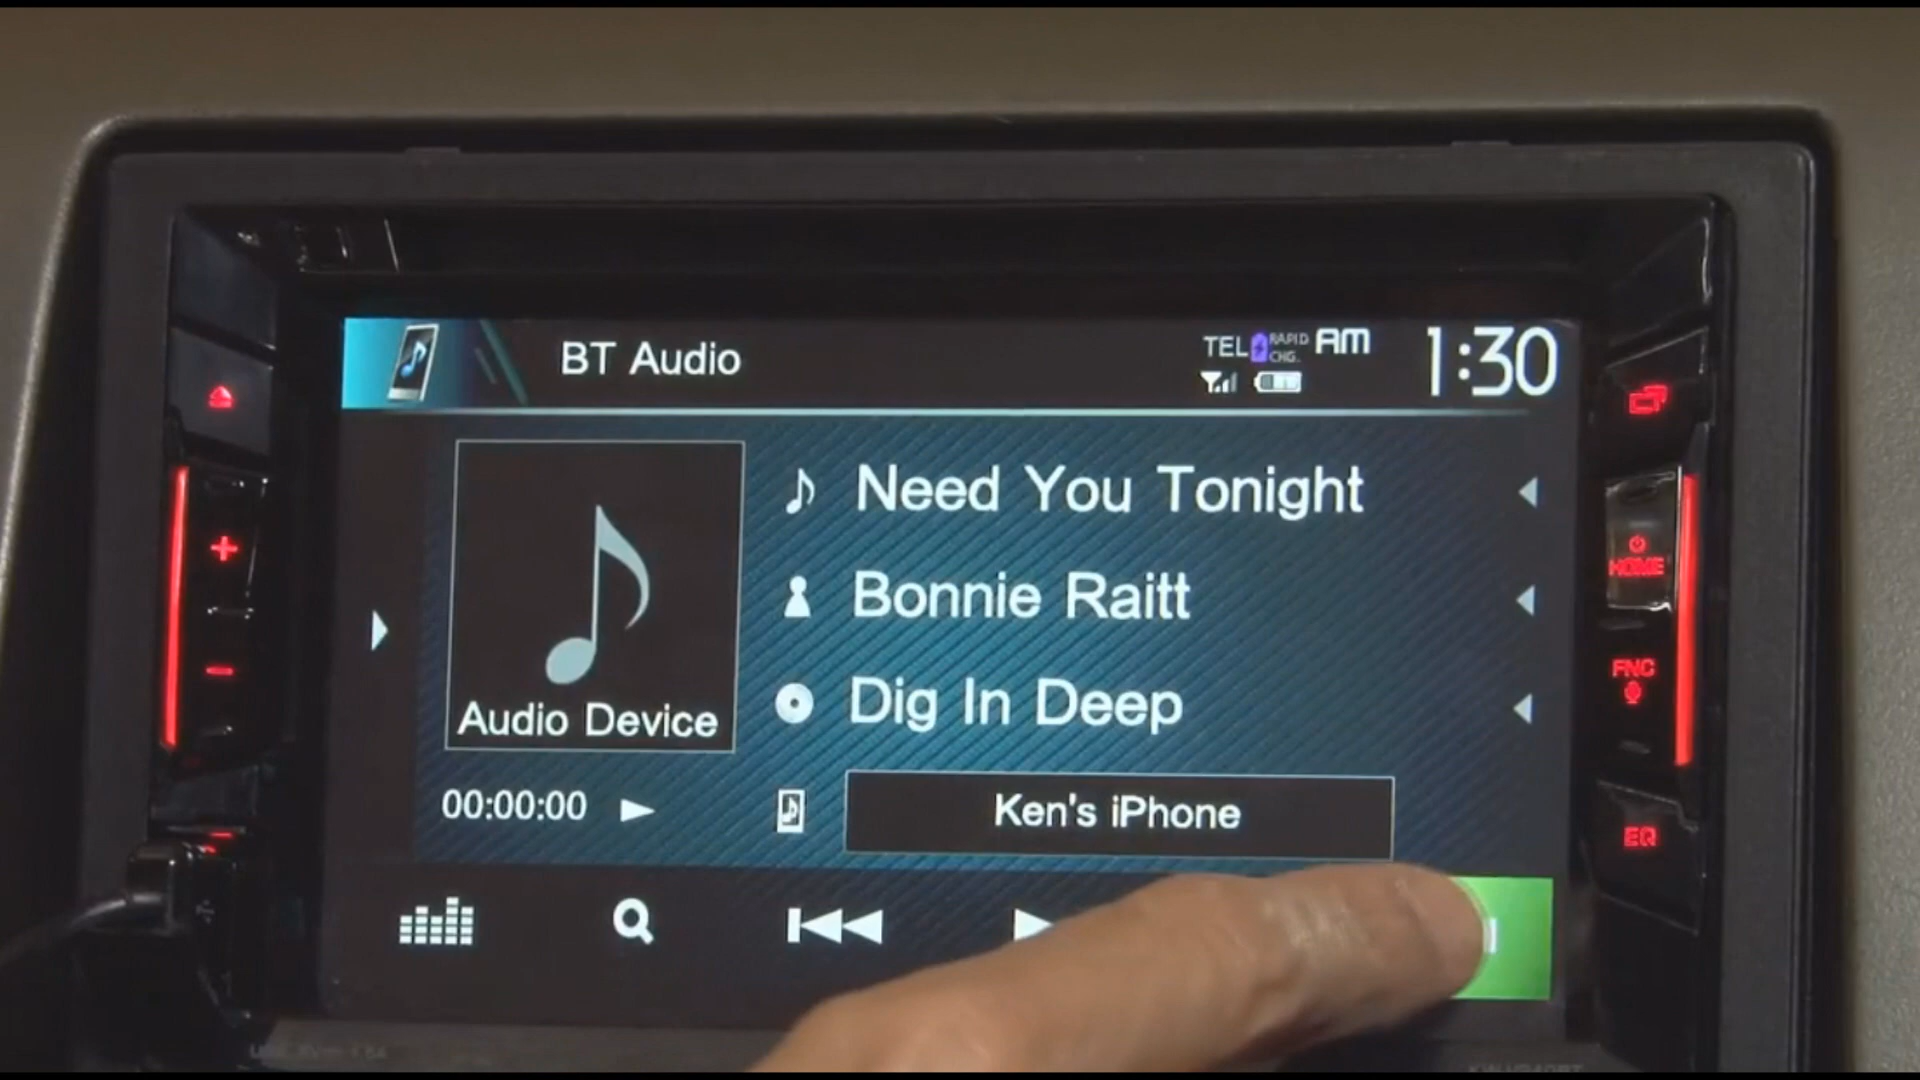 BT Audio
TEL RAPID CHG. AM 1:30
Need You Tonight
Bonnie Raitt
Dig In Deep
Audio Device
00:00:00
Ken's iPhone
HOME
FNC
EQ